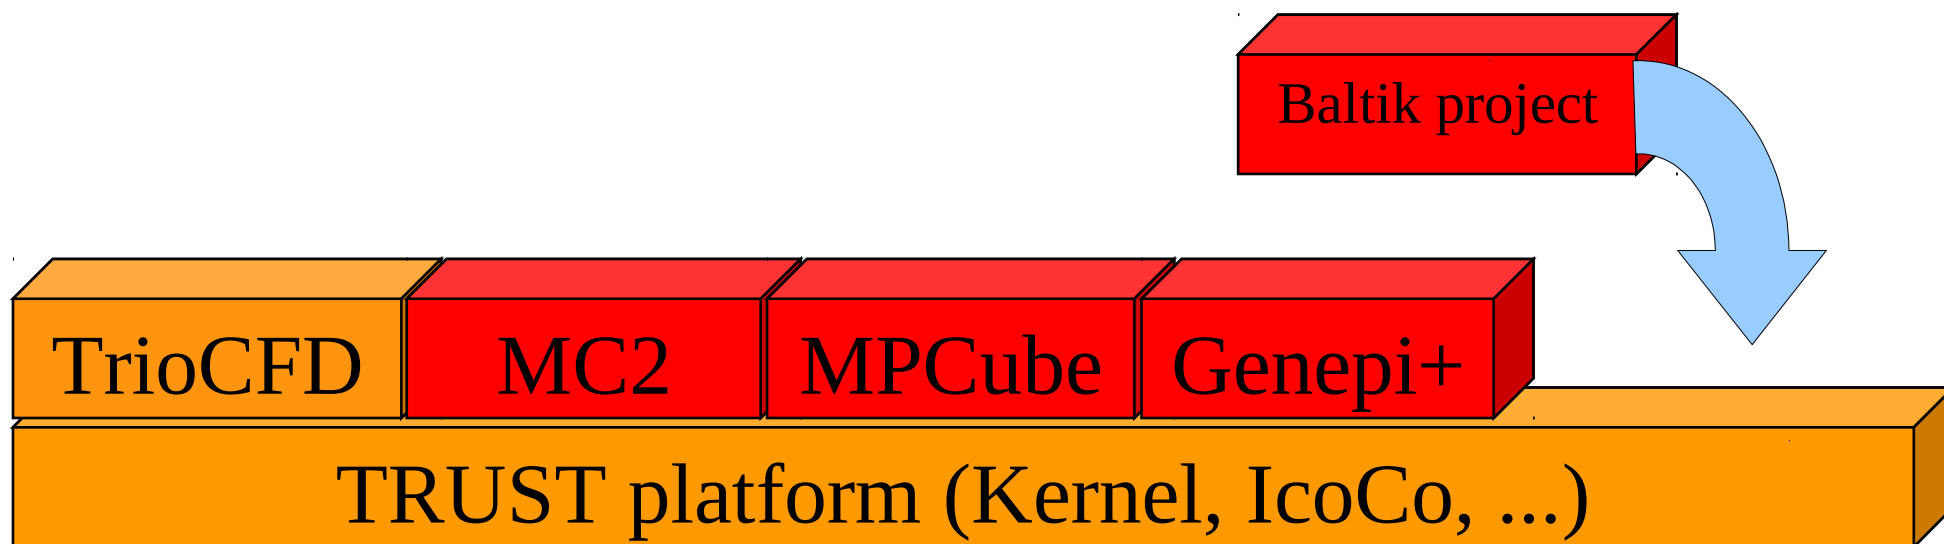 Baltik project
TrioCFD MC2 MPCube Genepi+
TRUST platform (Kernel, IcoCo, ...)